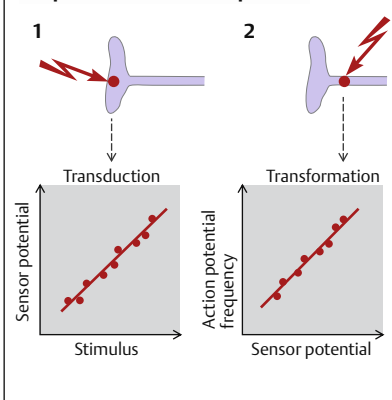 1
2
Transduction
Transformation
Sensor potential
Stimulus
Action potential
frequency
Sensor potential